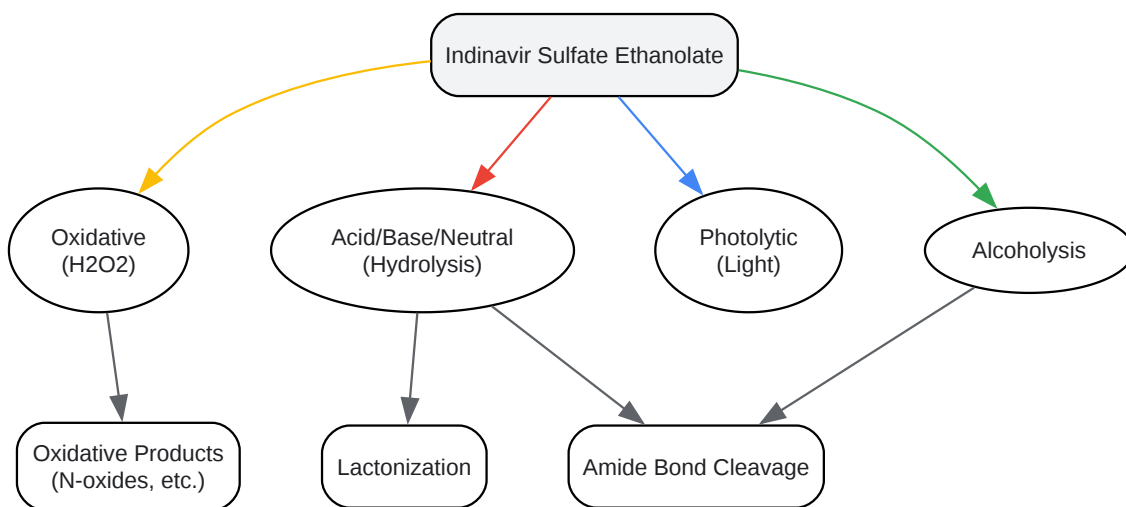 Indinavir Sulfate Ethanolate
Oxidative
(H2O2)
Acid/Base/Neutral
(Hydrolysis)
Photolytic
(Light)
Alcoholysis
Oxidative Products
(N-oxides, etc.)
Lactonization
Amide Bond Cleavage